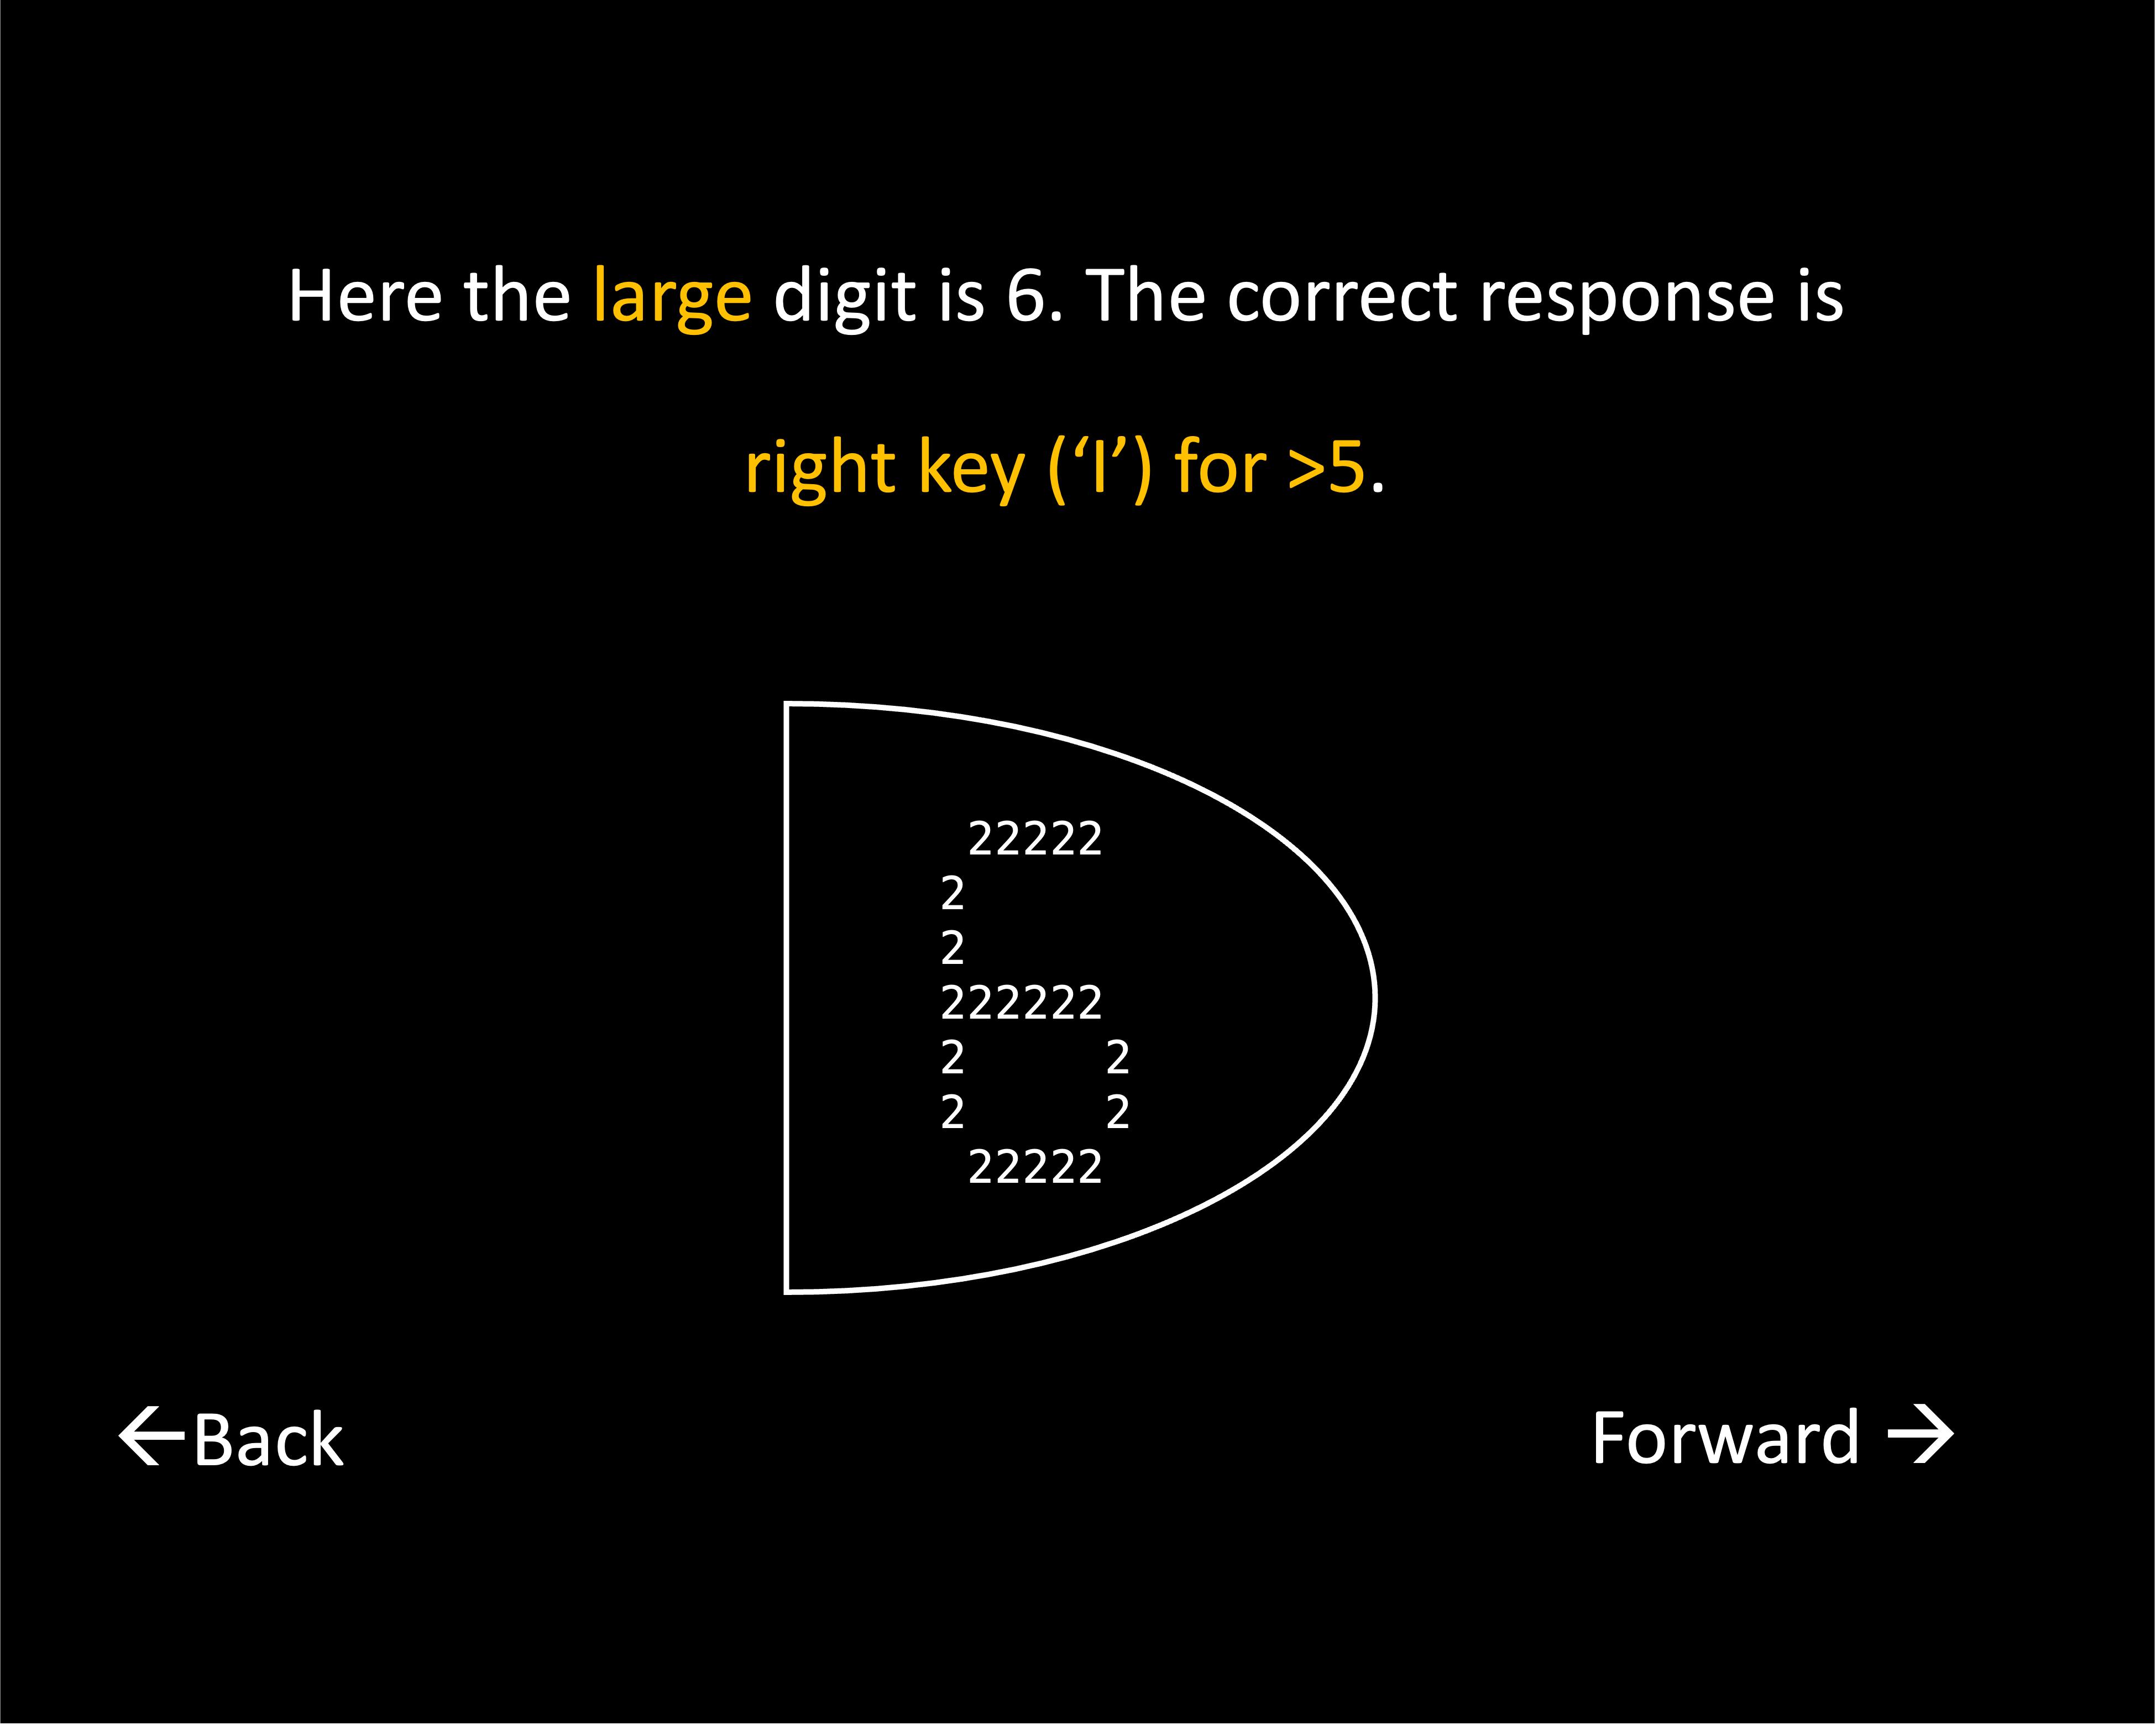 Here the large digit is 6. The correct response is
right key (‘l’) for >5.
22222
2
2
222222
2 2
2 2
22222
←Back
Forward →